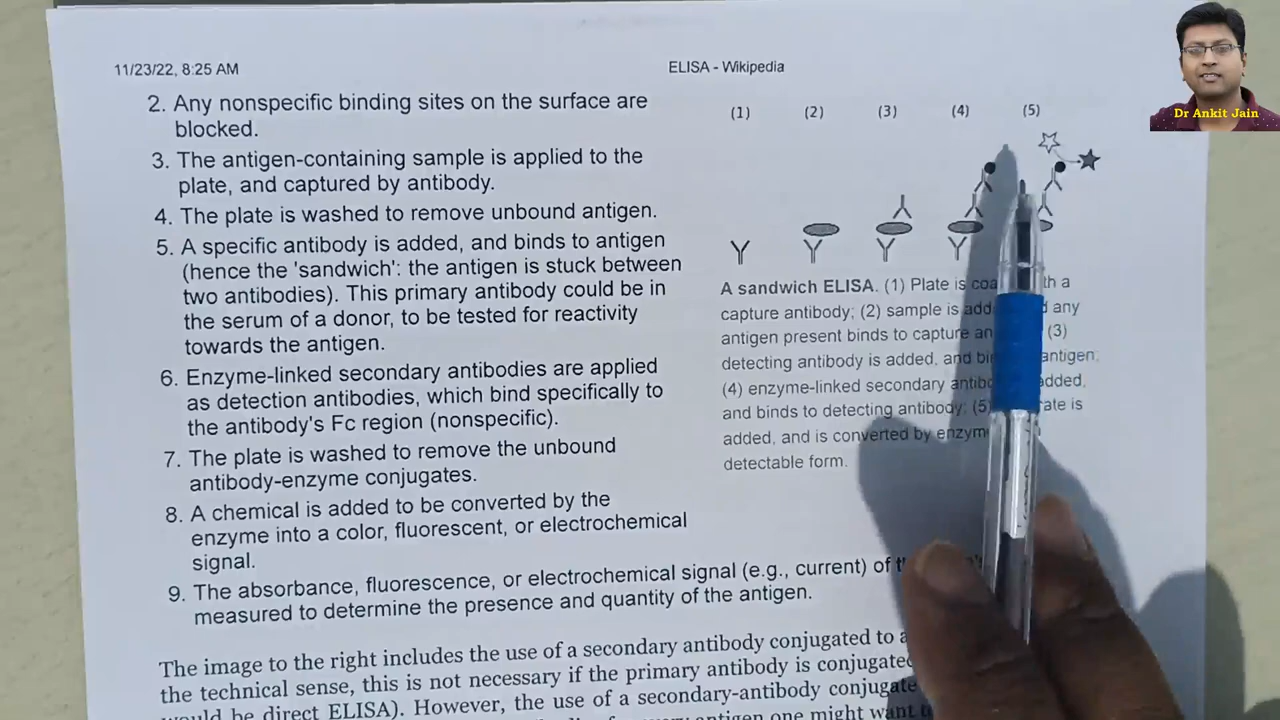 11/23/22, 8:25 AM
ELISA - Wikipedia
2. Any nonspecific binding sites on the surface are
blocked.
3. The antigen-containing sample is applied to the
plate, and captured by antibody.
4. The plate is washed to remove unbound antigen.
5. A specific antibody is added, and binds to antigen
(hence the 'sandwich': the antigen is stuck between
two antibodies). This primary antibody could be in
the serum of a donor, to be tested for reactivity
towards the antigen.
6. Enzyme-linked secondary antibodies are applied
as detection antibodies, which bind specifically to
the antibody's Fc region (nonspecific).
7. The plate is washed to remove the unbound
antibody-enzyme conjugates.
8. A chemical is added to be converted by the
enzyme into a color, fluorescent, or electrochemical
signal.
9. The absorbance, fluorescence, or electrochemical signal (e.g., current) of
measured to determine the presence and quantity of the antigen.
The image to the right includes the use of a secondary antibody conjugated to
the technical sense, this is not necessary if the primary antibody is
would be direct ELISA). However, the use of a secondary-antibody conjugate
antigen one might want
(1) (2) (3) (4) (5)
A sandwich ELISA. (1) Plate is a
capture antibody; (2) sample is any
antigen present binds to capture (3)
detecting antibody is added, and antigen;
(4) enzyme-linked secondary added,
and binds to detecting antibody; (5) is
added, and is converted by
detectable form.
Dr Ankit Jain